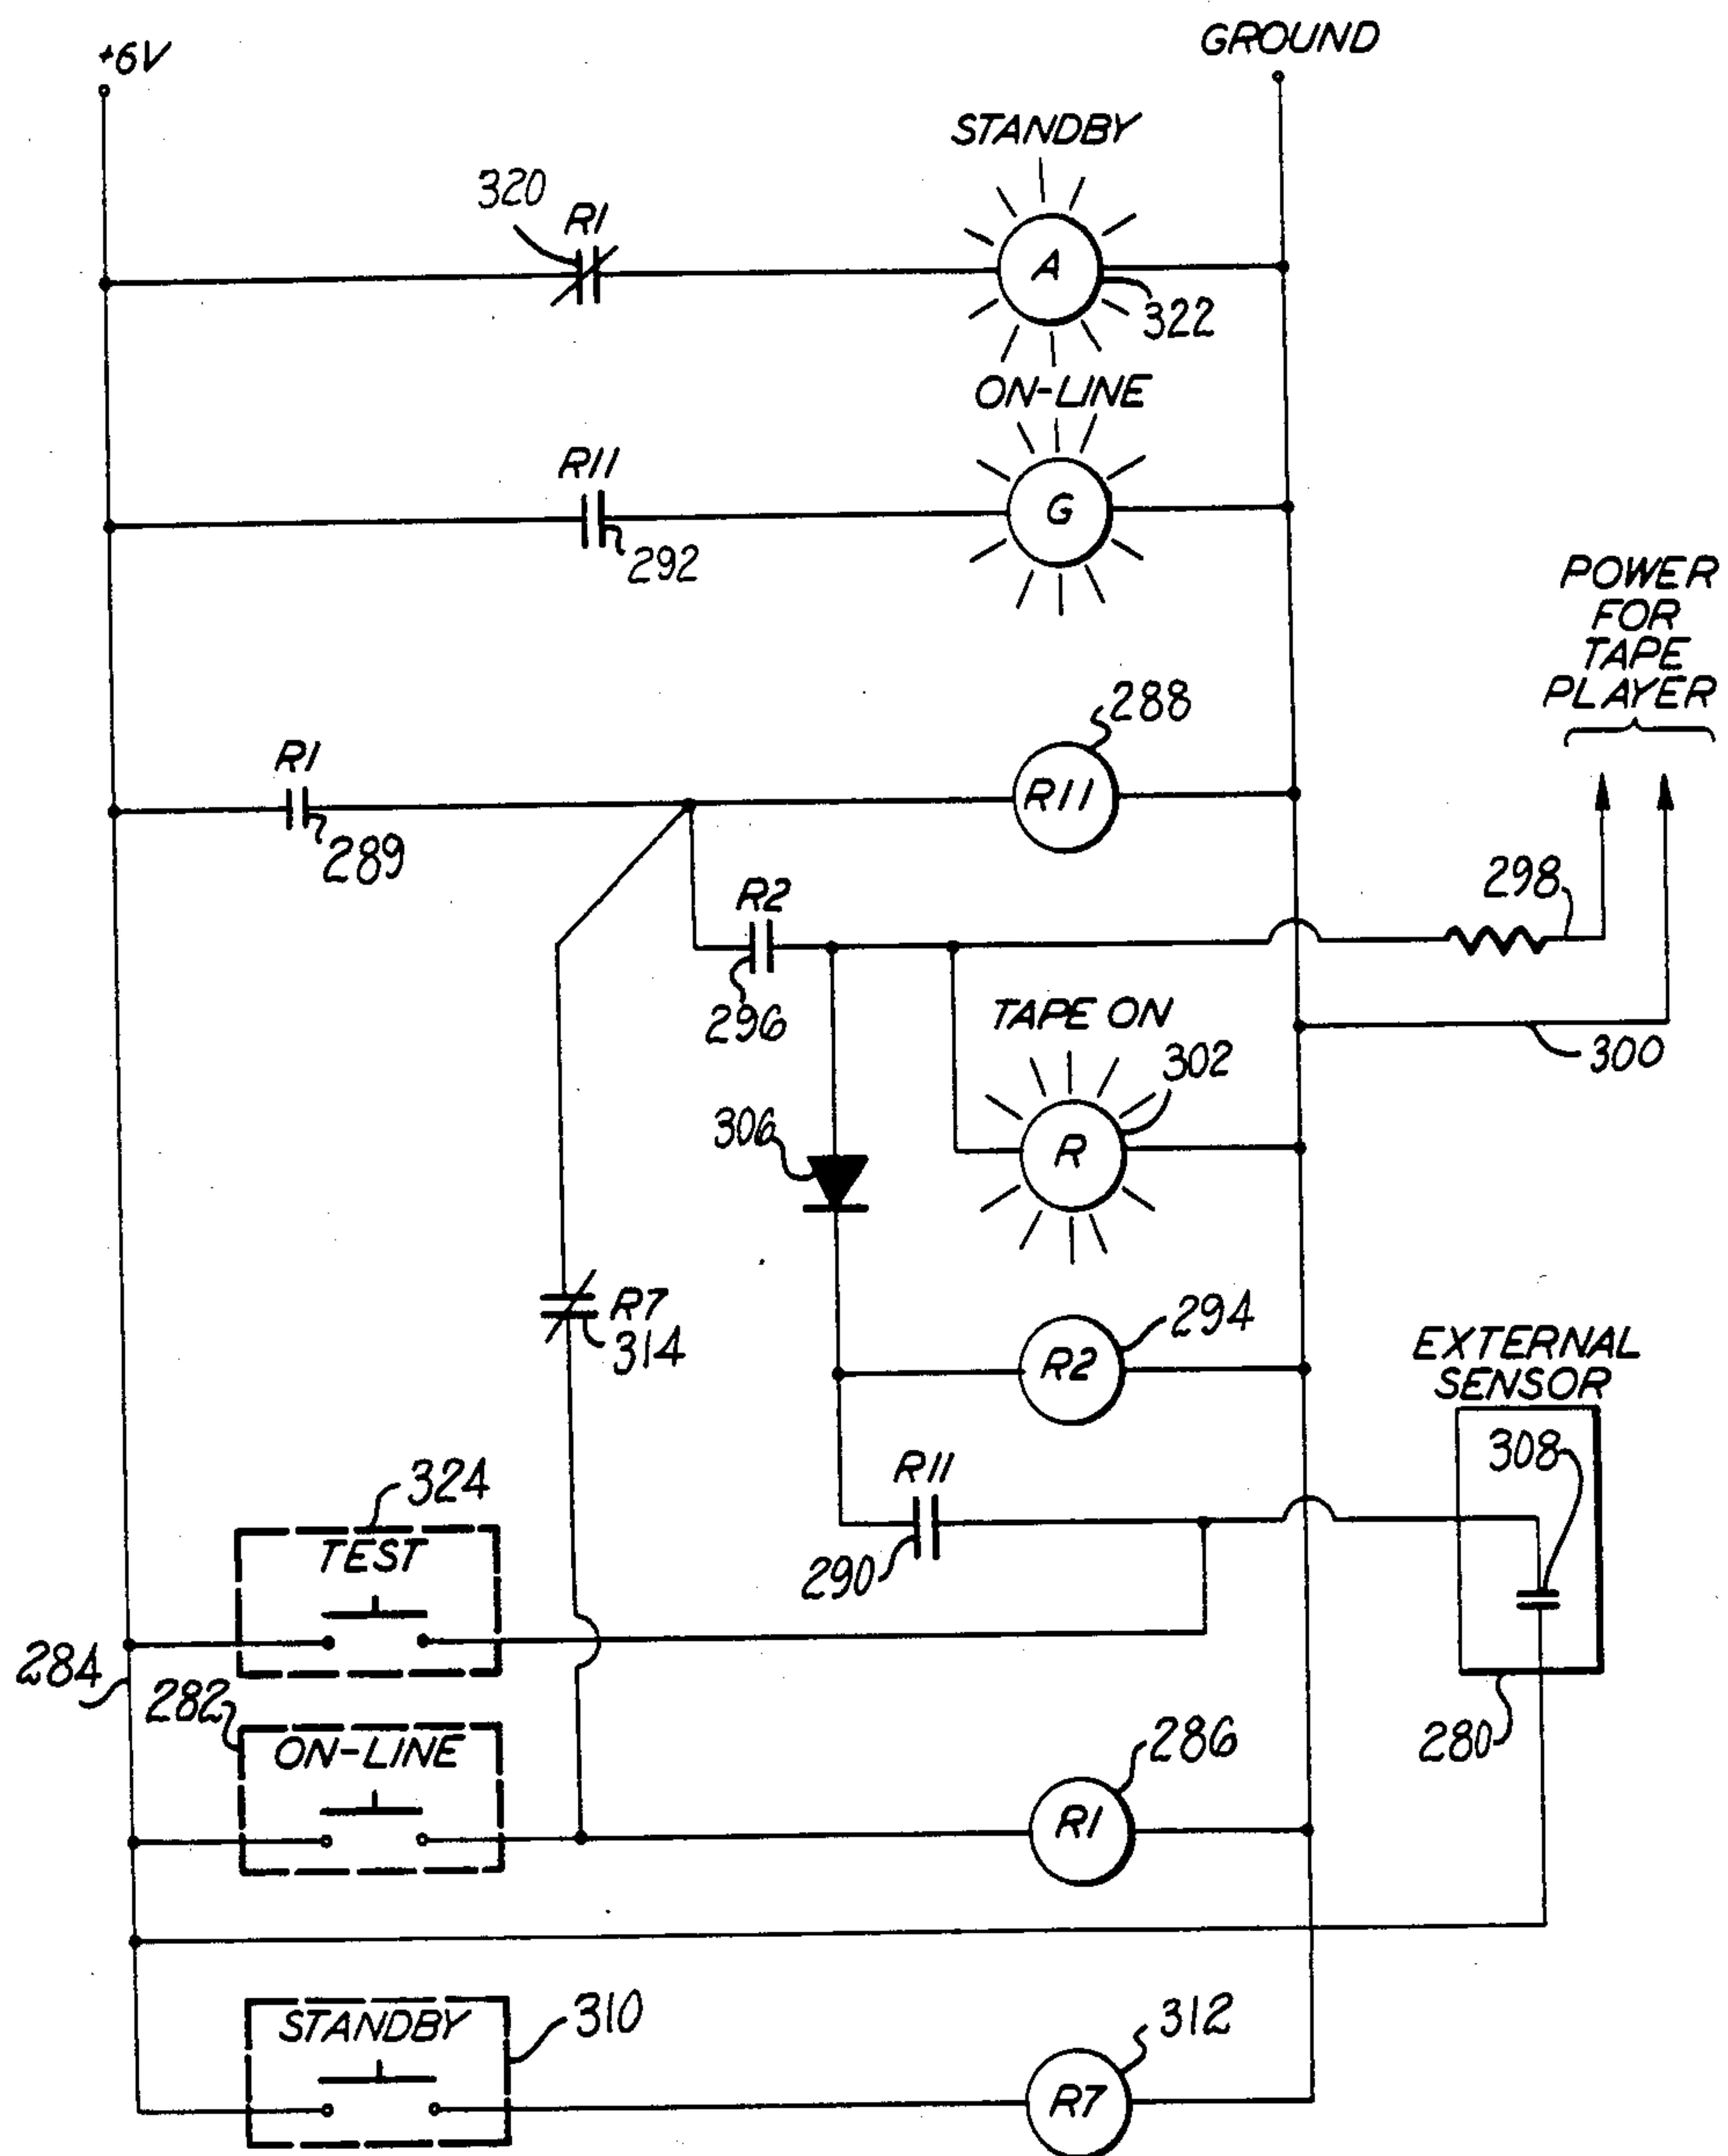 +6V
GROUND
STANDBY
320
R1
A
322
ON-LINE
R11
G
292
POWER
FOR
TAPE
PLAYER
288
R1
R11
289
298
R2
296
TAPE ON
302
300
306
R
R7
314
294
R2
EXTERNAL
SENSOR
308
R11
324
TEST
290
284
282
ON-LINE
286
280
R1
STANDBY
310
312
R7